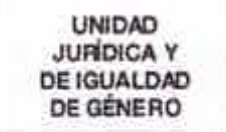 UNIDAD
JURÍDICA Y
DE IGUALDAD
DE GÉNERO